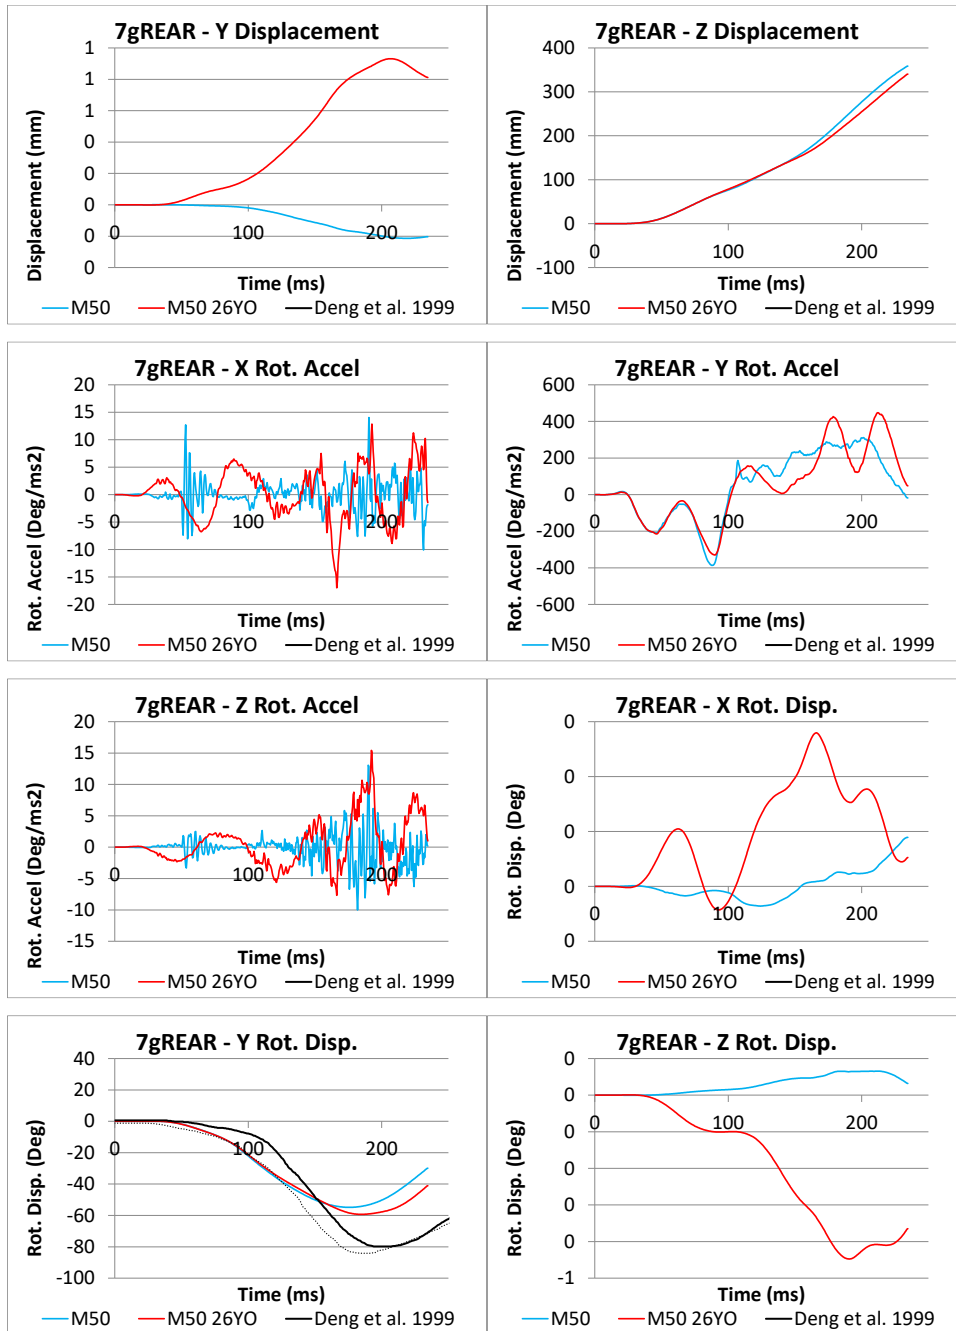 7gREAR - Y Displacement
1
1
1
0
0
0
0
0
0
100
200
Displacement (mm)
Time (ms)
M50 M50 26YO Deng et al. 1999
7gREAR - Z Displacement
400
300
200
100
0
-100
0
100
200
Displacement (mm)
Time (ms)
M50 M50 26YO Deng et al. 1999
7gREAR - X Rot. Accel
20
15
10
5
0
-5
-10
-15
-20
0
100
200
Rot. Accel (Deg/ms2)
Time (ms)
M50 M50 26YO Deng et al. 1999
7gREAR - Y Rot. Accel
600
400
200
0
-200
-400
-600
0
100
200
Rot. Accel (Deg/ms2)
Time (ms)
M50 M50 26YO Deng et al. 1999
7gREAR - Z Rot. Accel
20
15
10
5
0
-5
-10
-15
0
100
200
Rot. Accel (Deg/ms2)
Time (ms)
M50 M50 26YO Deng et al. 1999
7gREAR - X Rot. Disp.
0
0
0
0
0
0
100
200
Rot. Disp. (Deg)
Time (ms)
M50 M50 26YO Deng et al. 1999
7gREAR - Y Rot. Disp.
40
20
0
-20
-40
-60
-80
-100
0
100
200
Rot. Disp. (Deg)
Time (ms)
M50 M50 26YO Deng et al. 1999
7gREAR - Z Rot. Disp.
0
0
0
0
0
0
-1
0
100
200
Rot. Disp. (Deg)
Time (ms)
M50 M50 26YO Deng et al. 1999